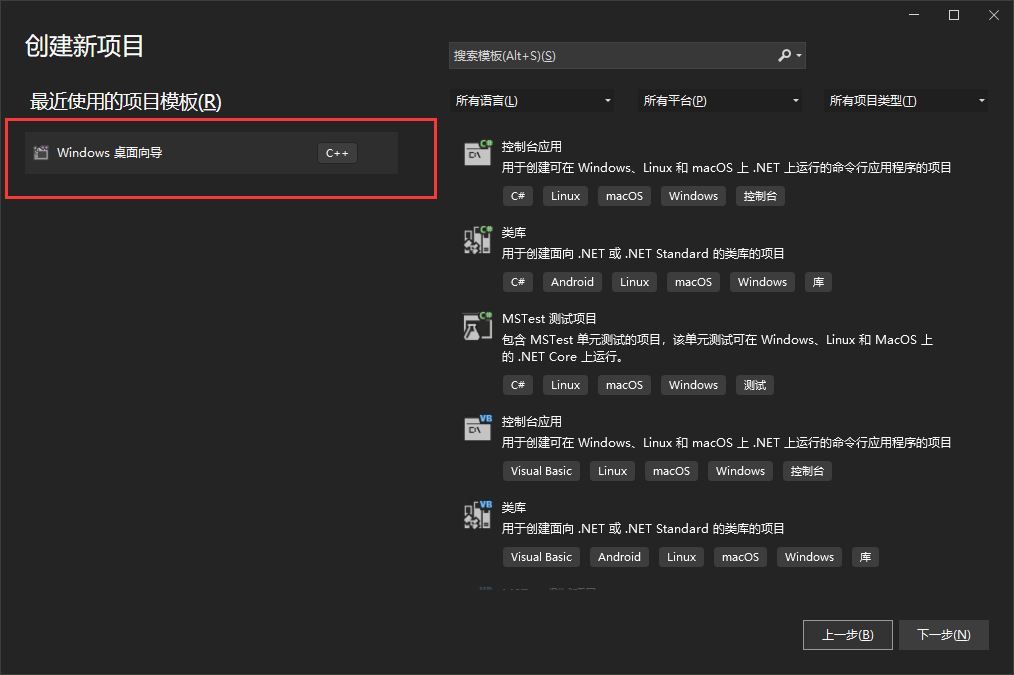 创建新项目
最近使用的项目模板(R)
Windows 桌面向导
C++
搜索模板(Alt+S)(S)
所有语言(L)
所有平台(P)
所有项目类型(T)
控制台应用
用于创建可在 Windows、Linux 和 macOS 上 .NET 上运行的命令行应用程序的项目
C#
Linux
macOS
Windows
控制台
类库
用于创建面向 .NET 或 .NET Standard 的类库的项目
C#
Android
Linux
macOS
Windows
库
MSTest 测试项目
包含 MSTest 单元测试的项目，该单元测试可在 Windows、Linux 和 MacOS 上
的 .NET Core 上运行。
C#
Linux
macOS
Windows
测试
控制台应用
用于创建可在 Windows、Linux 和 macOS 上 .NET 上运行的命令行应用程序的项目
Visual Basic
Linux
macOS
Windows
控制台
类库
用于创建面向 .NET 或 .NET Standard 的类库的项目
Visual Basic
Android
Linux
macOS
Windows
库
上一步(B)
下一步(N)